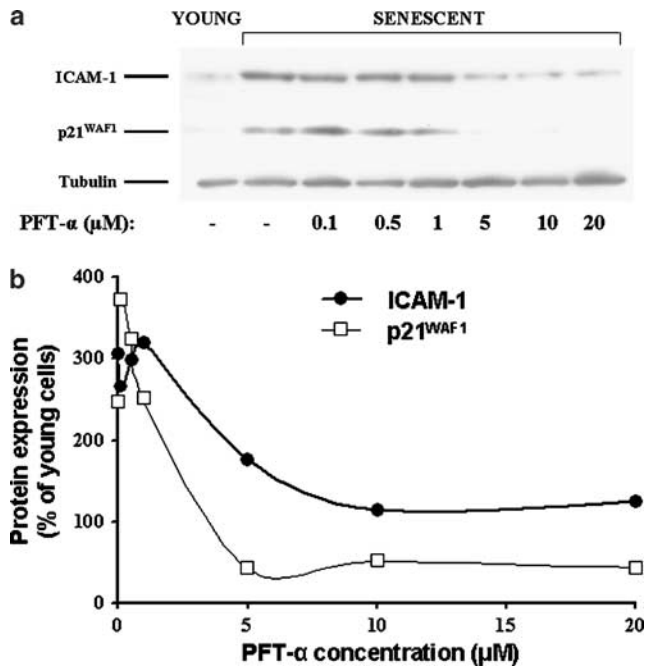 a
YOUNG SENESCENT
ICAM-1
p21WAF1
Tubulin
PFT-α (μM): - - 0.1 0.5 1 5 10 20
b
400
300
200
100
0
Protein expression
(% of young cells)
ICAM-1
p21WAF1
0 5 10 15 20
PFT-α concentration (μM)